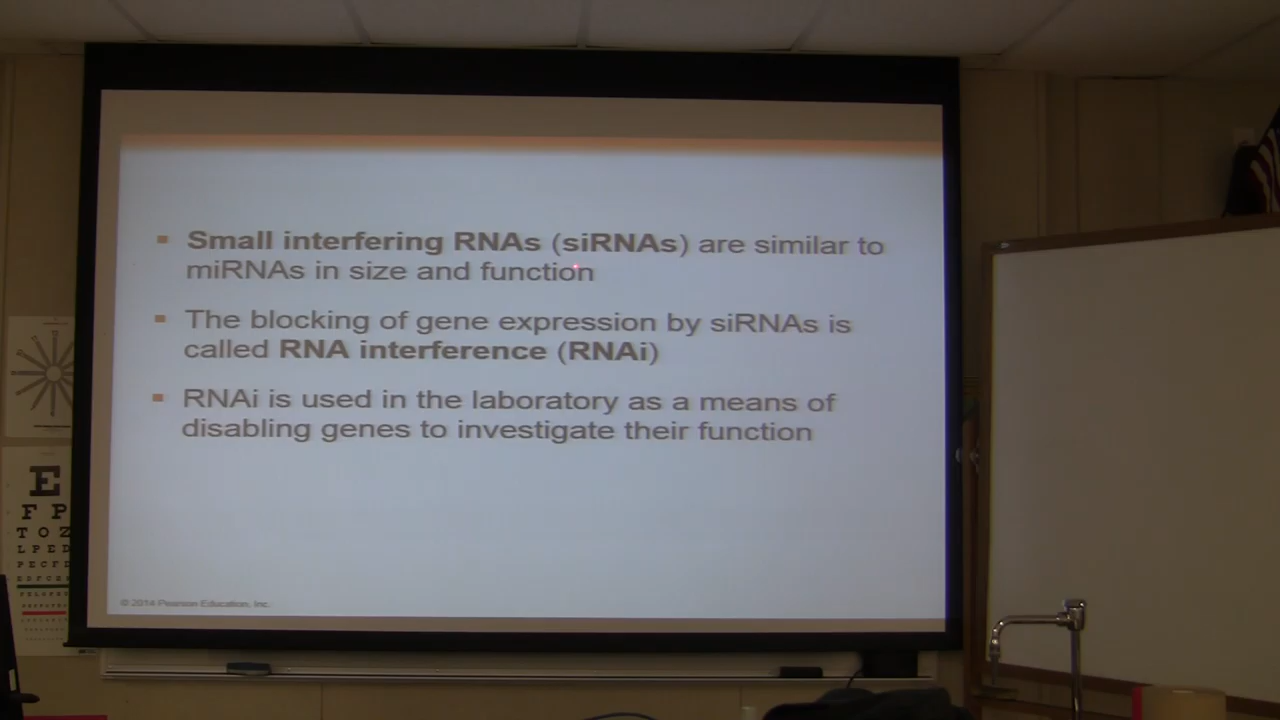 Small interfering RNAs (siRNAs) are similar to
miRNAs in size and function
The blocking of gene expression by siRNAs is
called RNA interference (RNAi)
RNAi is used in the laboratory as a means of
disabling genes to investigate their function
© 2014 Pearson Education, Inc.
E
F P
T O Z
L P E D
P E C F D
E D F C Z